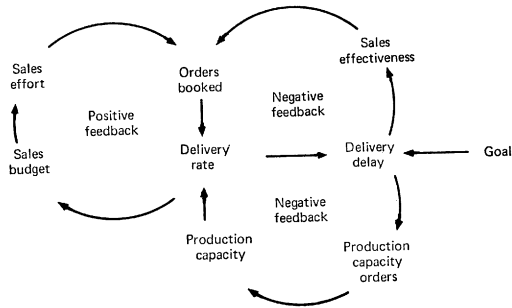 Sales
effort
Orders
booked
Sales
effectiveness
Positive
feedback
Negative
feedback
Sales
budget
Delivery
rate
Delivery
delay
Goal
Negative
feedback
Production
capacity
Production
capacity
orders